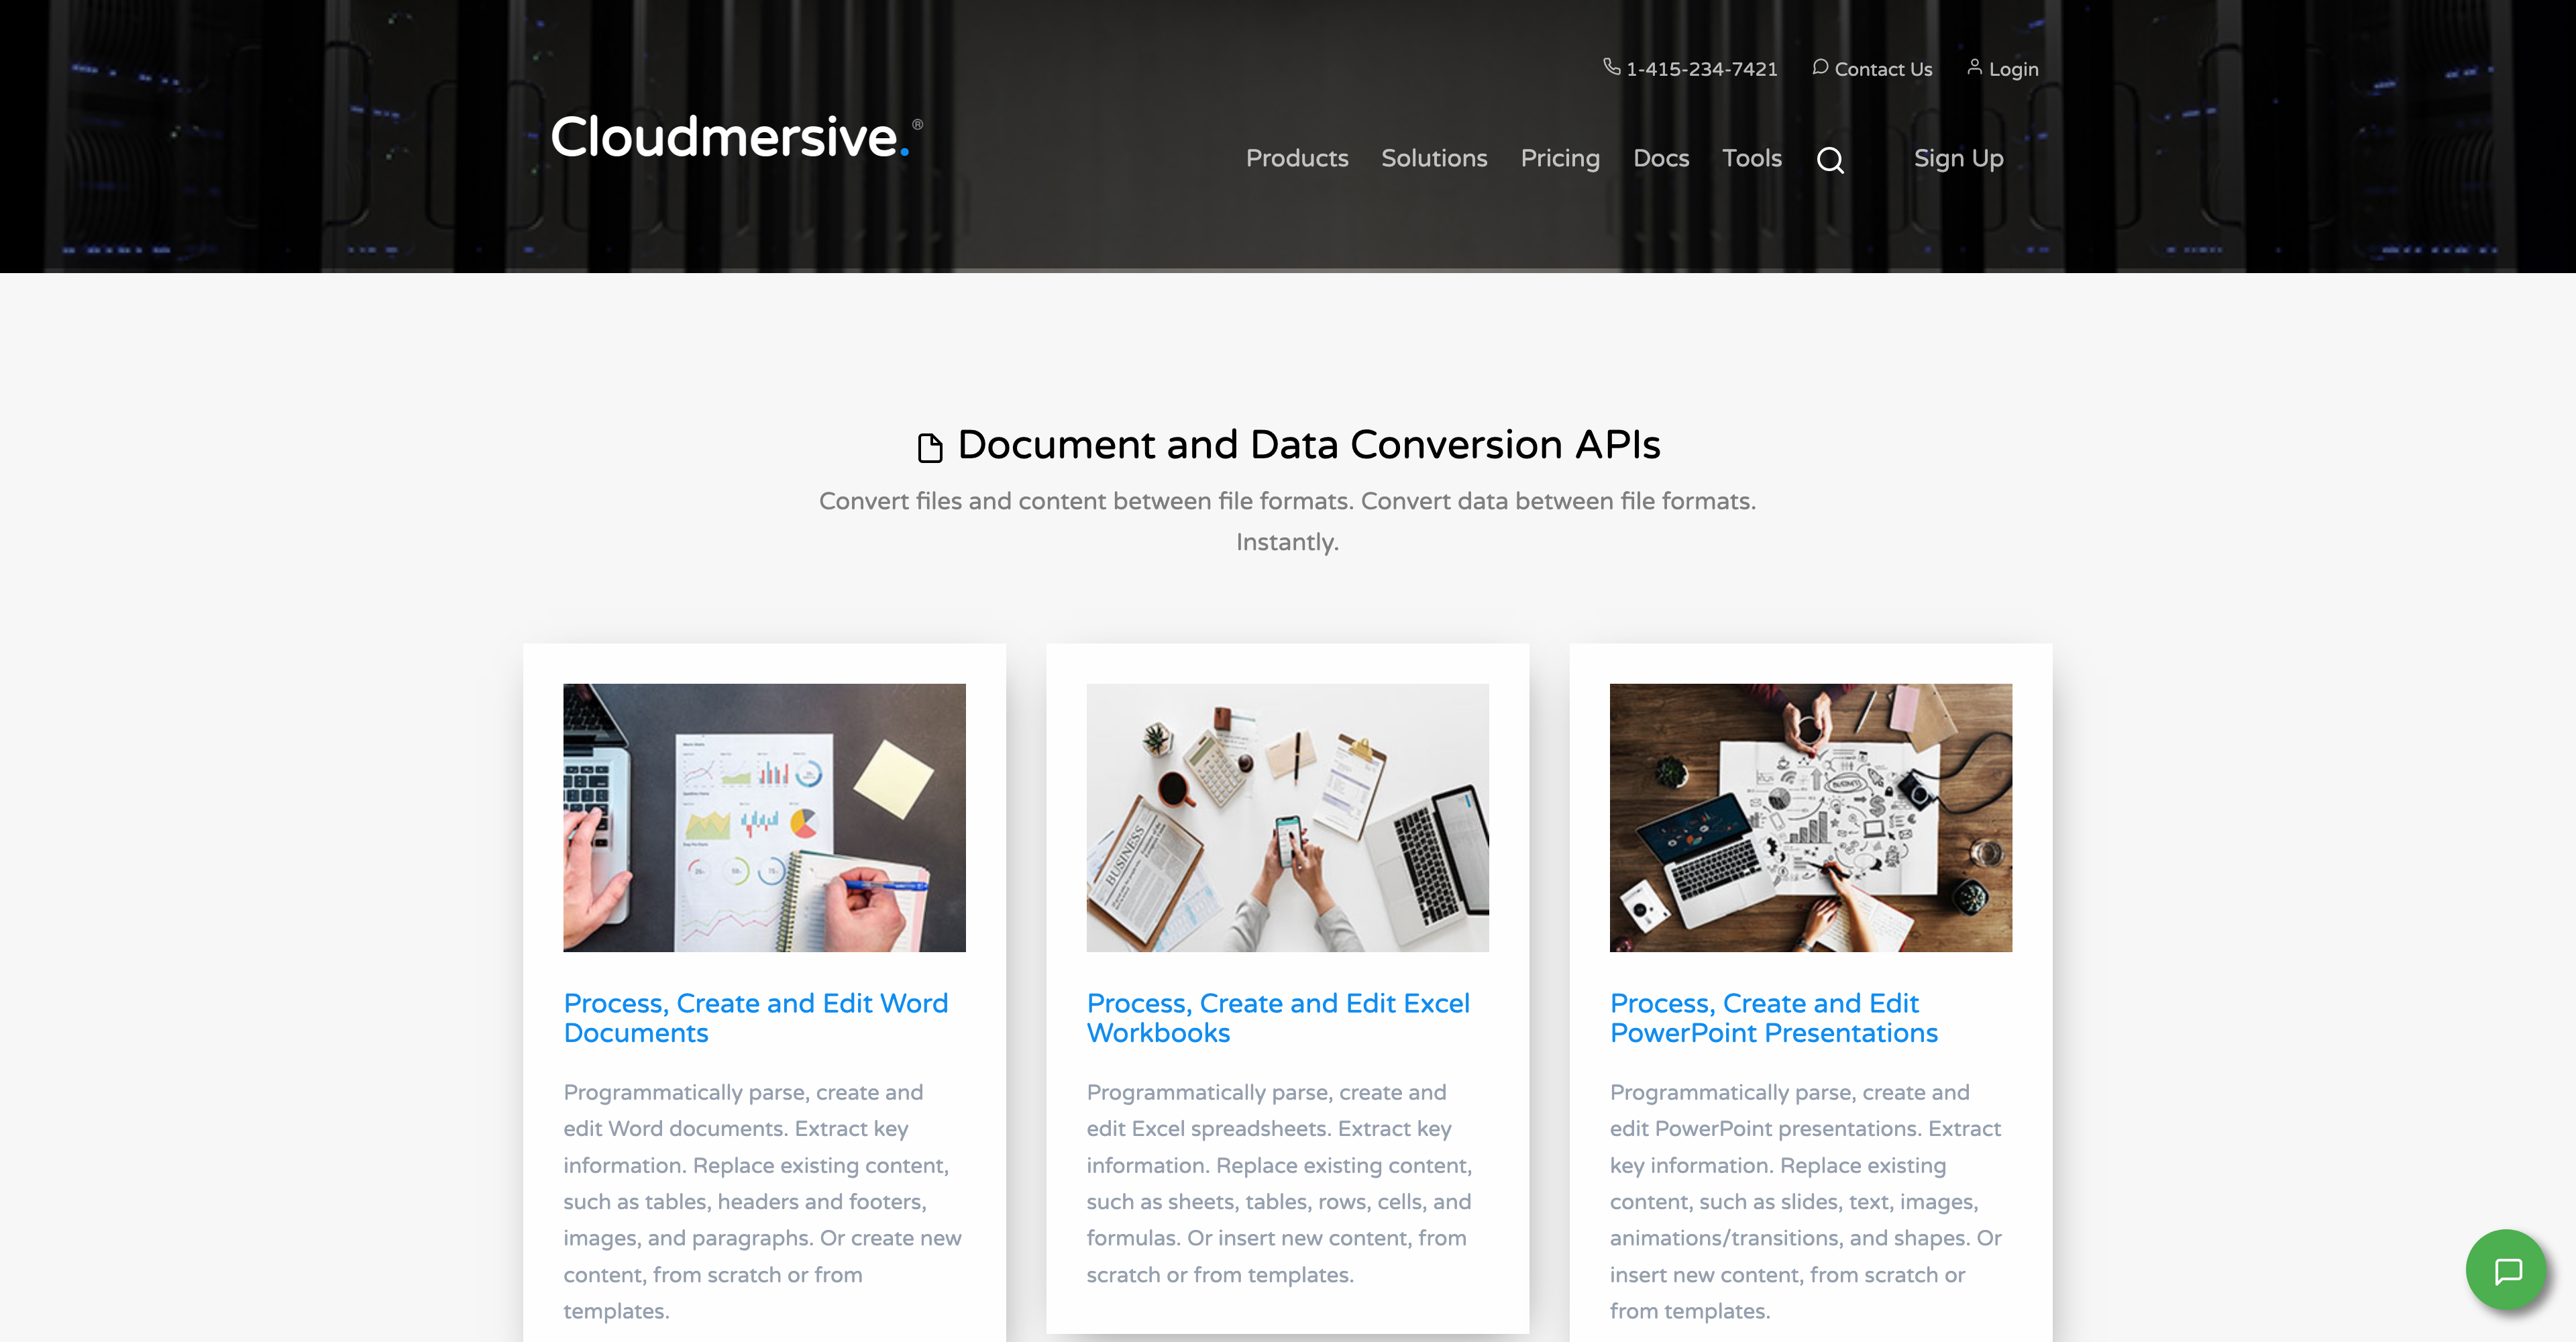 1-415-234-7421 Contact Us Login
Cloudmersive.®
Products Solutions Pricing Docs Tools Sign Up
Document and Data Conversion APIs
Convert files and content between file formats. Convert data between file formats.
Instantly.
BUSINESS
BUSINESS
Process, Create and Edit Word
Documents
Programmatically parse, create and
edit Word documents. Extract key
information. Replace existing content,
such as tables, headers and footers,
images, and paragraphs. Or create new
content, from scratch or from
templates.
Process, Create and Edit Excel
Workbooks
Programmatically parse, create and
edit Excel spreadsheets. Extract key
information. Replace existing content,
such as sheets, tables, rows, cells, and
formulas. Or insert new content, from
scratch or from templates.
Process, Create and Edit
PowerPoint Presentations
Programmatically parse, create and
edit PowerPoint presentations. Extract
key information. Replace existing
content, such as slides, text, images,
animations/transitions, and shapes. Or
insert new content, from scratch or
from templates.